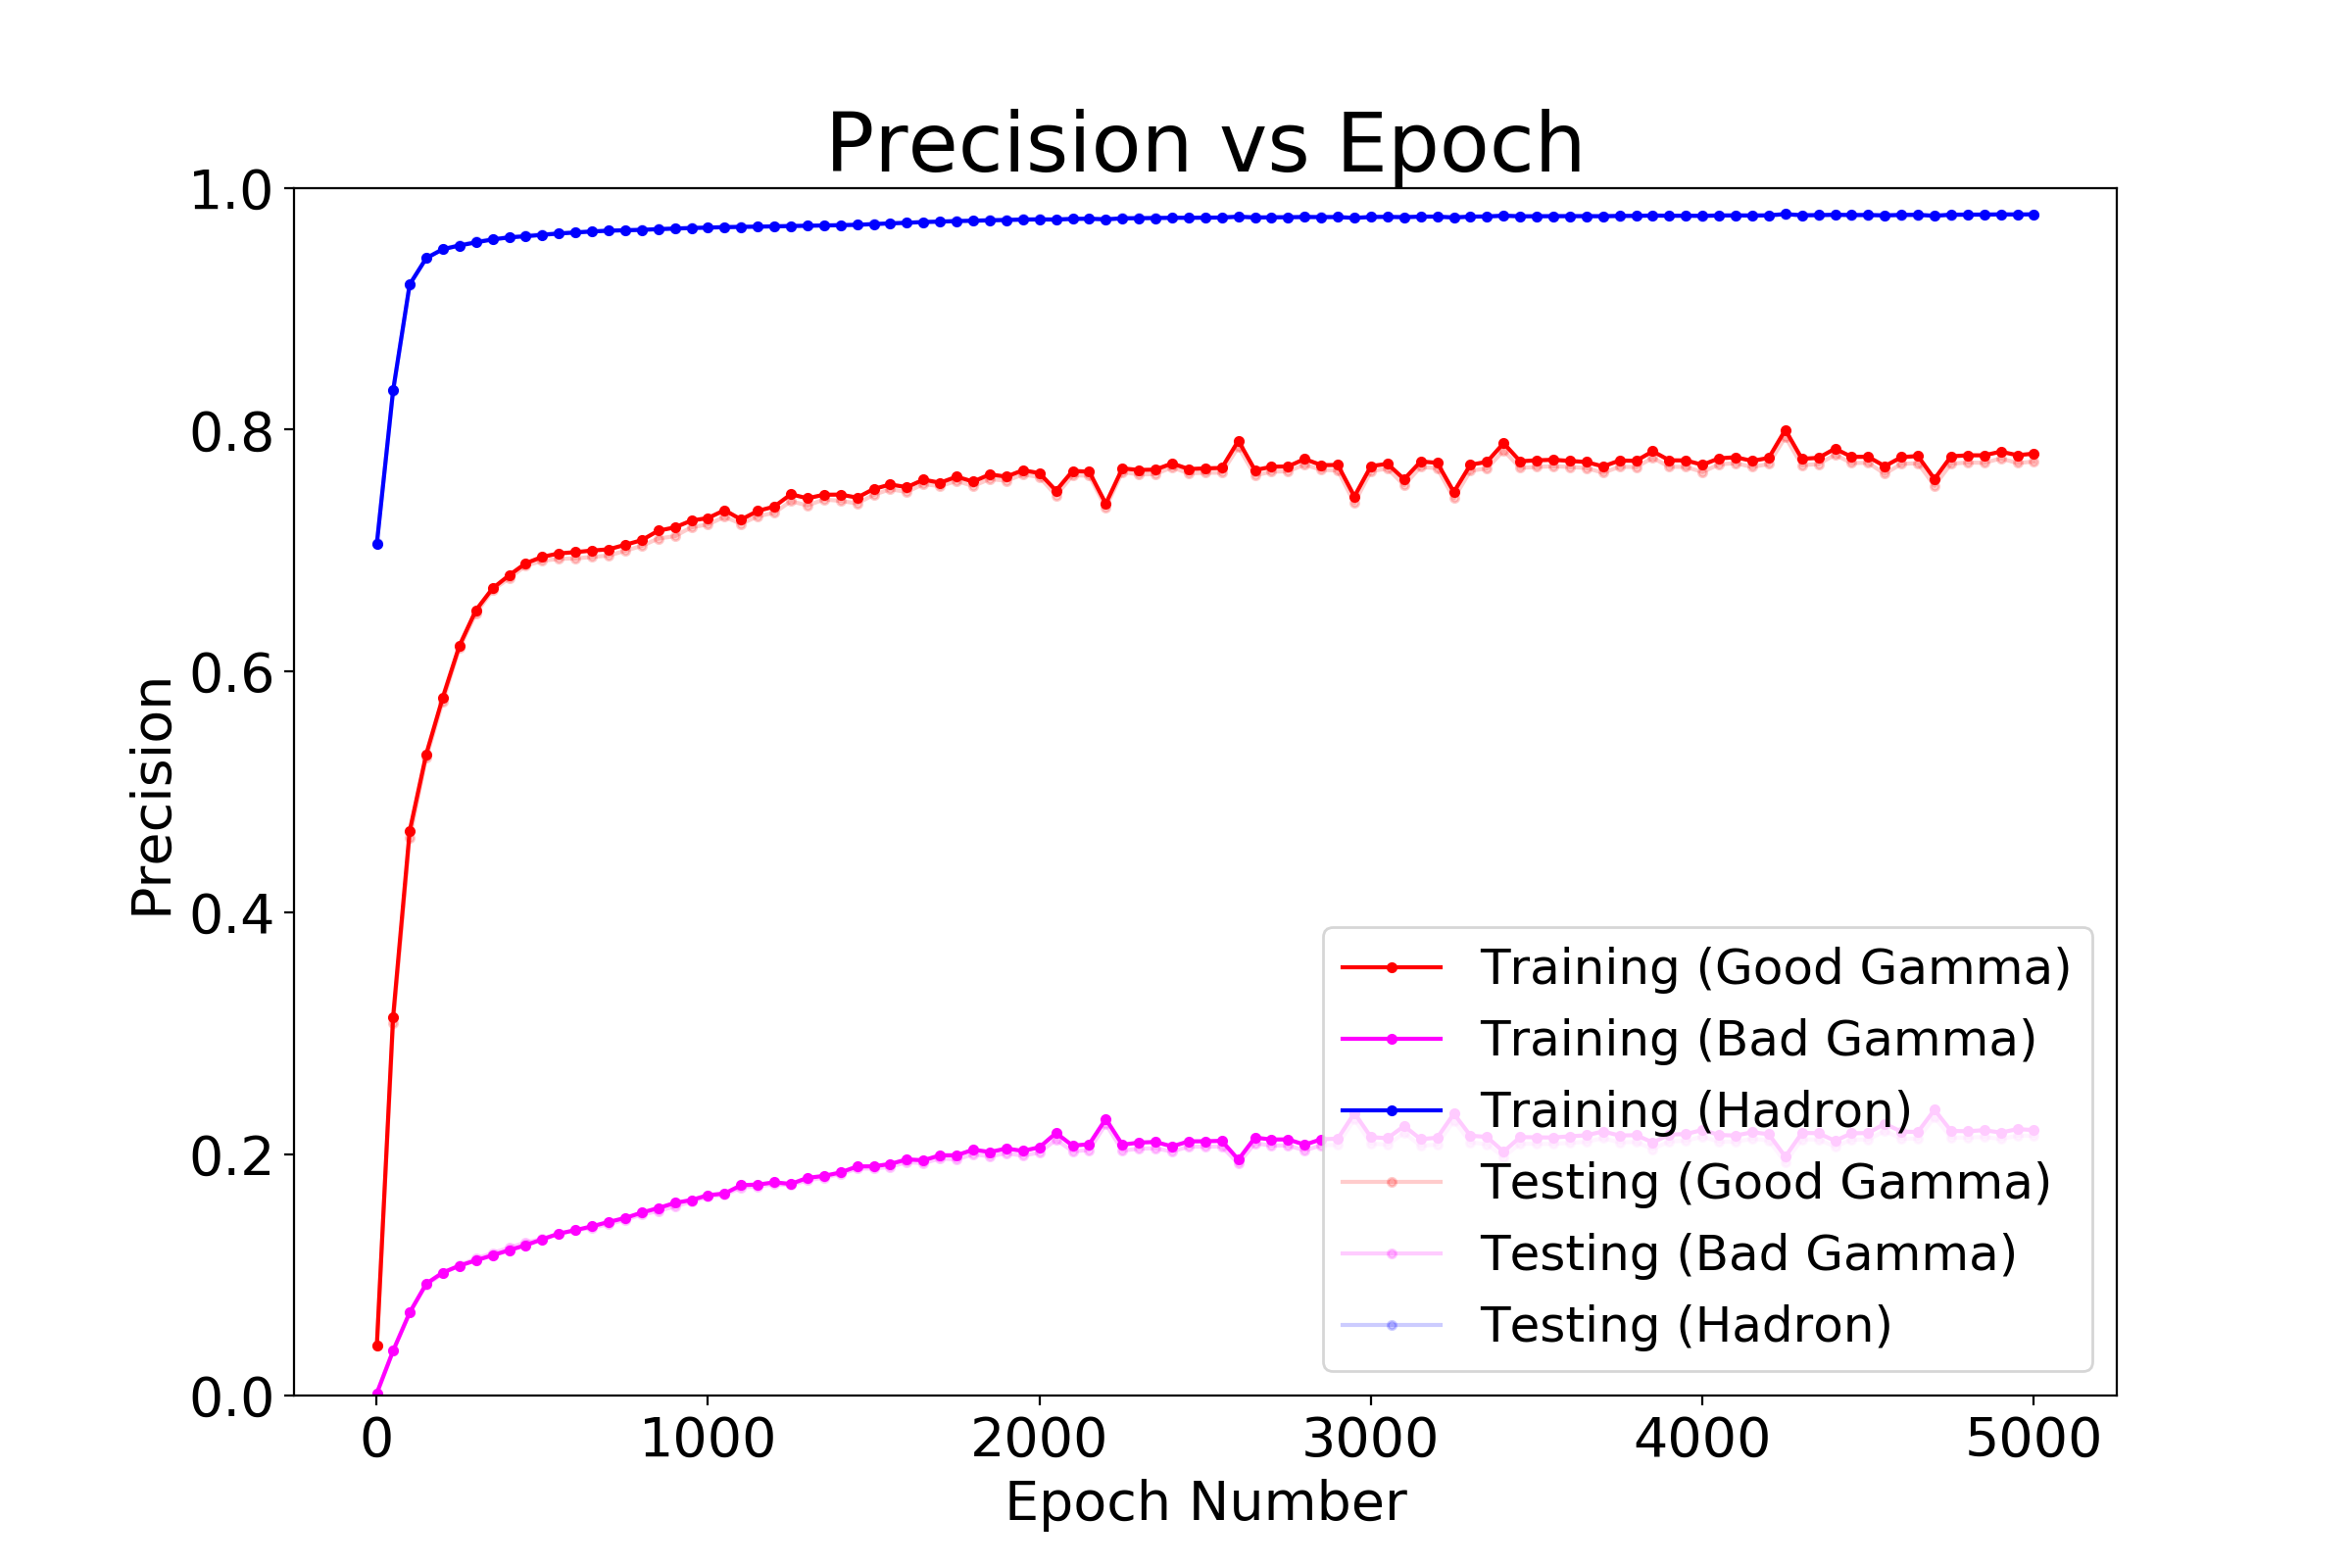 Precision vs Epoch
1.0
0.8
0.6
0.4
0.2
0.0
Precision
Training (Good Gamma)
Training (Bad Gamma)
Training (Hadron)
Testing (Good Gamma)
Testing (Bad Gamma)
Testing (Hadron)
0 1000 2000 3000 4000 5000
Epoch Number